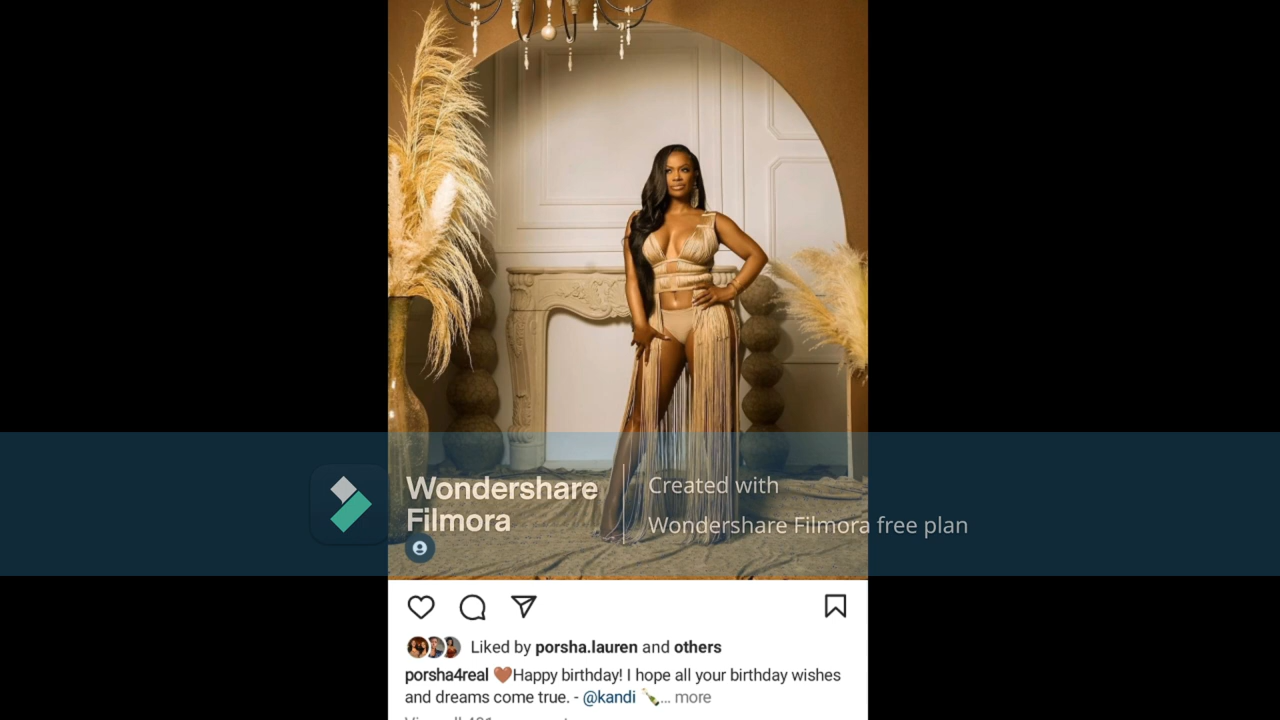 Wondershare
Filmora
Created with
Wondershare Filmora free plan
Liked by porsha.lauren and others
porsha4real 🤎Happy birthday! I hope all your birthday wishes
and dreams come true. - @kandi 🍾... more